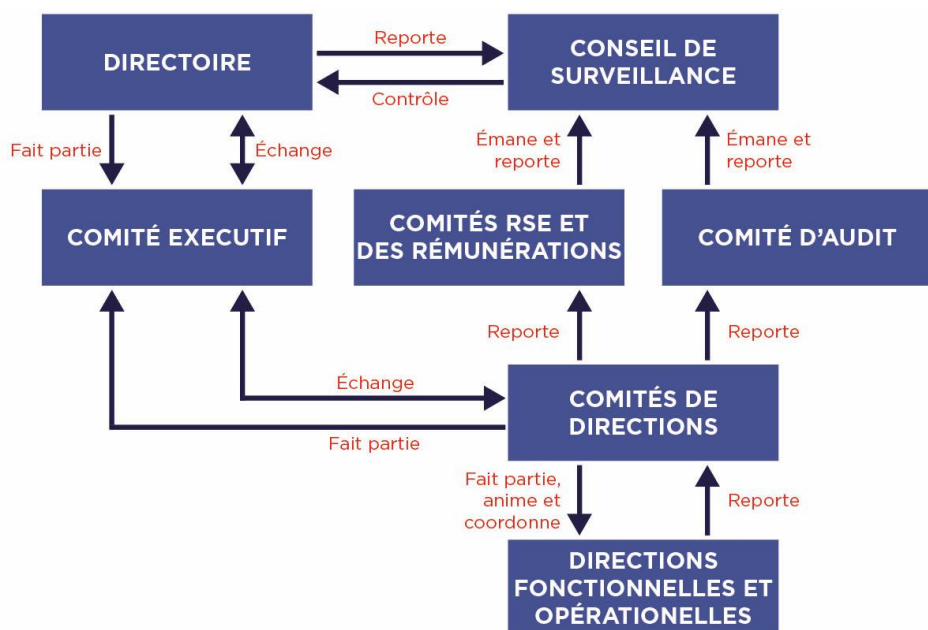 DIRECTOIRE
Reporte
Contrôle
CONSEIL DE
SURVEILLANCE
Fait partie
Échange
Émane et
reporte
Émane et
reporte
COMITÉ EXECUTIF
COMITÉS RSE ET
DES RÉMUNÉRATIONS
COMITÉ D'AUDIT
Reporte
Reporte
Échange
Fait partie
COMITÉS DE
DIRECTIONS
Fait partie,
anime et
coordonne
Reporte
DIRECTIONS
FONCTIONNELLES ET
OPÉRATIONELLES